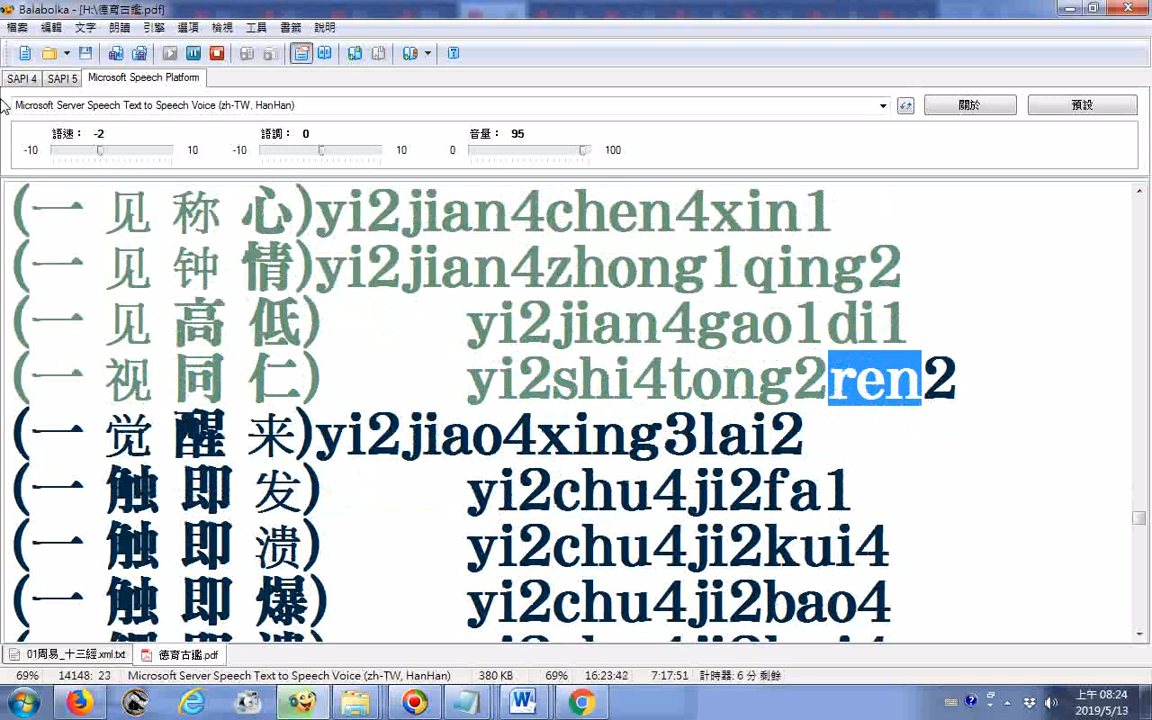 Balabolka - [H:\德育古鑑.pdf]
檔案 編輯 文字 朗讀 引擎 選項 檢視 工具 書籤 說明
SAPI 4 SAPI 5 Microsoft Speech Platform
Microsoft Server Speech Text to Speech Voice (zh-TW, HanHan) 關於 預設
語速： -2 語調： 0 音量： 95
-10 10 -10 10 0 100
(一 见 称 心)yi2jian4chen4xin1
(一 见 钟 情)yi2jian4zhong1qing2
(一 见 高 低) yi2jian4gao1di1
(一 视 同 仁) yi2shi4tong2ren2
(一 觉 醒 来)yi2jiao4xing3lai2
(一 触 即 发) yi2chu4ji2fa1
(一 触 即 溃) yi2chu4ji2kui4
(一 触 即 爆) yi2chu4ji2bao4
01周易_十三經.xml.txt 德育古鑑.pdf
69% 14148: 23 Microsoft Server Speech Text to Speech Voice (zh-TW, HanHan) 380 KB 69% 16:23:42 7:17:51 計時器: 6 分 剩餘
上午 08:24
2019/5/13